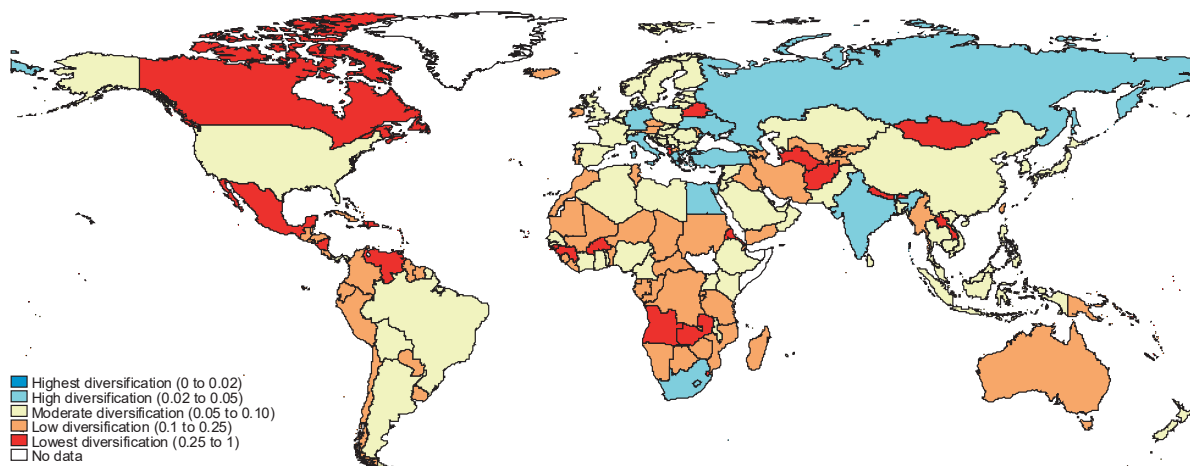 Highest diversification (0 to 0.02)
High diversification (0.02 to 0.05)
Moderate diversification (0.05 to 0.10)
Low diversification (0.1 to 0.25)
Lowest diversification (0.25 to 1)
No data